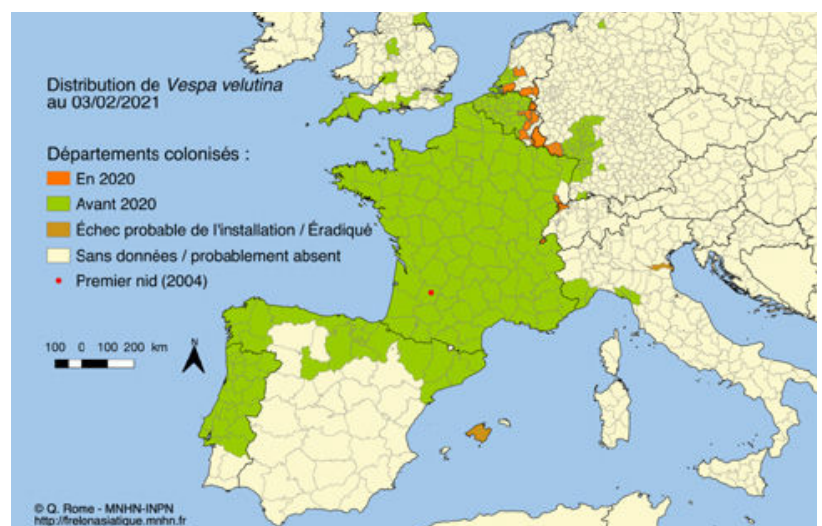 Distribution de Vespa velutina
au 03/02/2021
Départements colonisés :
En 2020
Avant 2020
Échec probable de l'installation / Éradiqué
Sans données / probablement absent
Premier nid (2004)
100 0 100 200 km
N
© Q. Rome - MNHN-INPN
http://frelonasiatique.mnhn.fr